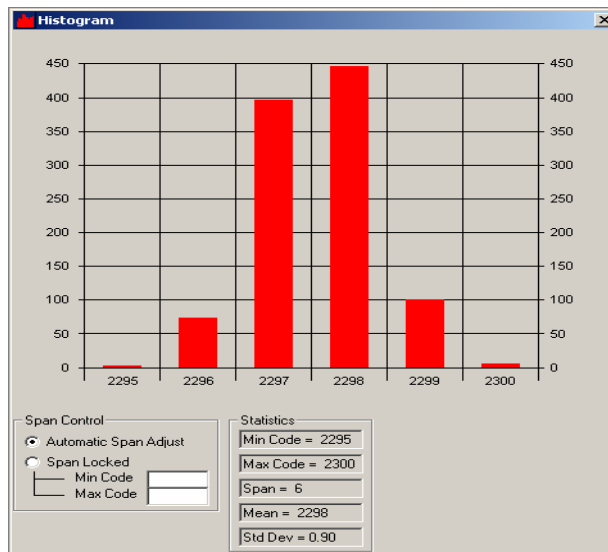 Histogram
450 450
400 400
350 350
300 300
250 250
200 200
150 150
100 100
50 50
0 0
2295 2296 2297 2298 2299 2300
Span Control
Automatic Span Adjust
Span Locked
Min Code
Max Code
Statistics
Min Code = 2295
Max Code = 2300
Span = 6
Mean = 2298
Std Dev = 0.90